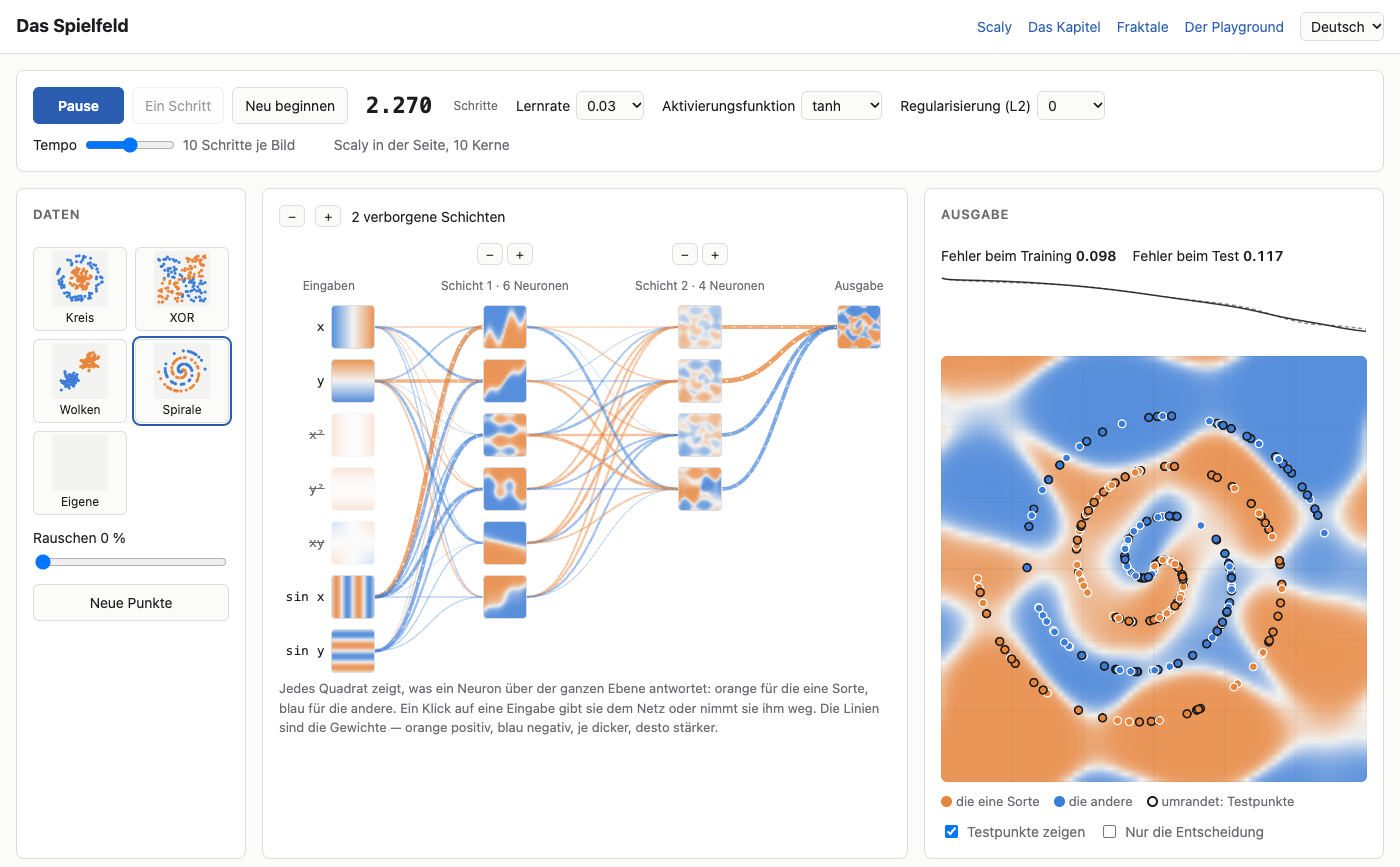 Das Spielfeld
Scaly Das Kapitel Fraktale Der Playground Deutsch
Pause Ein Schritt Neu beginnen 2.270 Schritte Lernrate 0.03 Aktivierungsfunktion tanh Regularisierung (L2) 0
Tempo 10 Schritte je Bild Scaly in der Seite, 10 Kerne
DATEN
Kreis XOR
Wolken Spirale
Eigene
Rauschen 0 %
Neue Punkte
− + 2 verborgene Schichten
− + − +
Eingaben Schicht 1 · 6 Neuronen Schicht 2 · 4 Neuronen Ausgabe
x
y
x²
y²
xy
sin x
sin y
Jedes Quadrat zeigt, was ein Neuron über der ganzen Ebene antwortet: orange für die eine Sorte,
blau für die andere. Ein Klick auf eine Eingabe gibt sie dem Netz oder nimmt sie ihm weg. Die Linien
sind die Gewichte — orange positiv, blau negativ, je dicker, desto stärker.
AUSGABE
Fehler beim Training 0.098 Fehler beim Test 0.117
die eine Sorte die andere umrandet: Testpunkte
Testpunkte zeigen Nur die Entscheidung